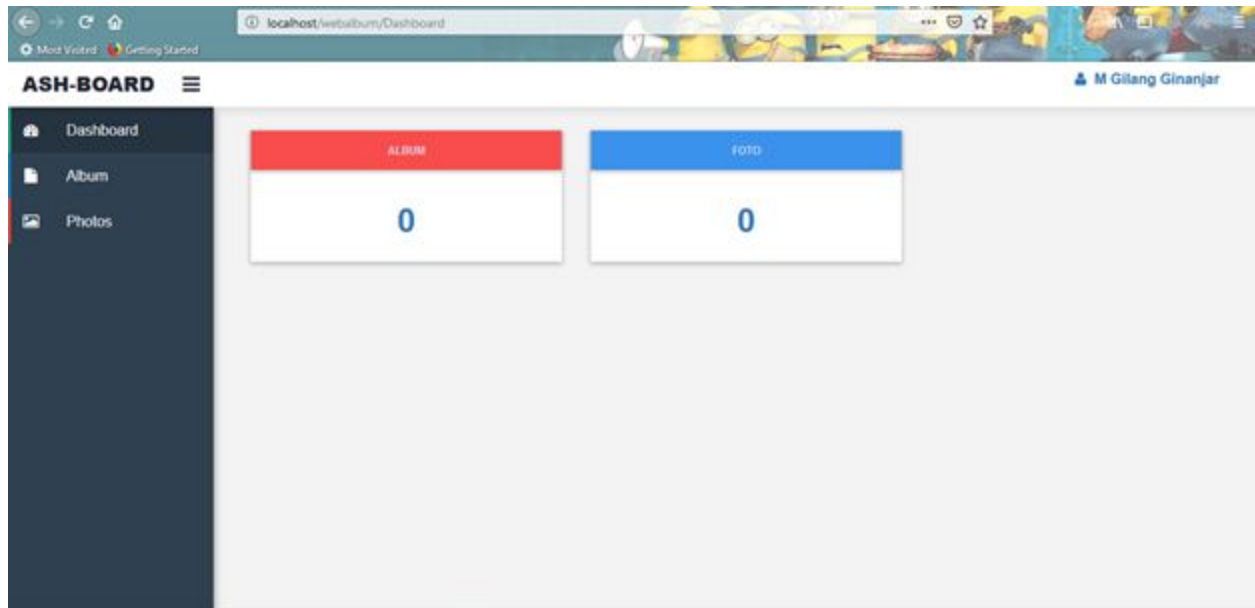 localhost/webalbum/Dashboard
Most Visited Getting Started
ASH-BOARD
M Gilang Ginanjar
Dashboard
Album
Photos
ALBUM
FOTO
0
0